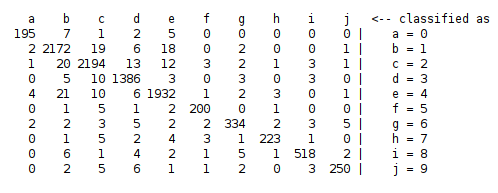 a b c d e f g h i j <-- classified as
195 7 1 2 5 0 0 0 0 0 | a = 0
2 2172 19 6 18 0 2 0 0 1 | b = 1
1 20 2194 13 12 3 2 1 3 1 | c = 2
0 5 10 1386 3 0 3 0 3 0 | d = 3
4 21 10 6 1932 1 2 3 0 1 | e = 4
0 1 5 1 2 200 0 1 0 0 | f = 5
2 2 3 5 2 2 334 2 3 5 | g = 6
0 1 5 2 4 3 1 223 1 0 | h = 7
0 6 1 4 2 1 5 1 518 2 | i = 8
0 2 5 6 1 1 2 0 3 250 | j = 9